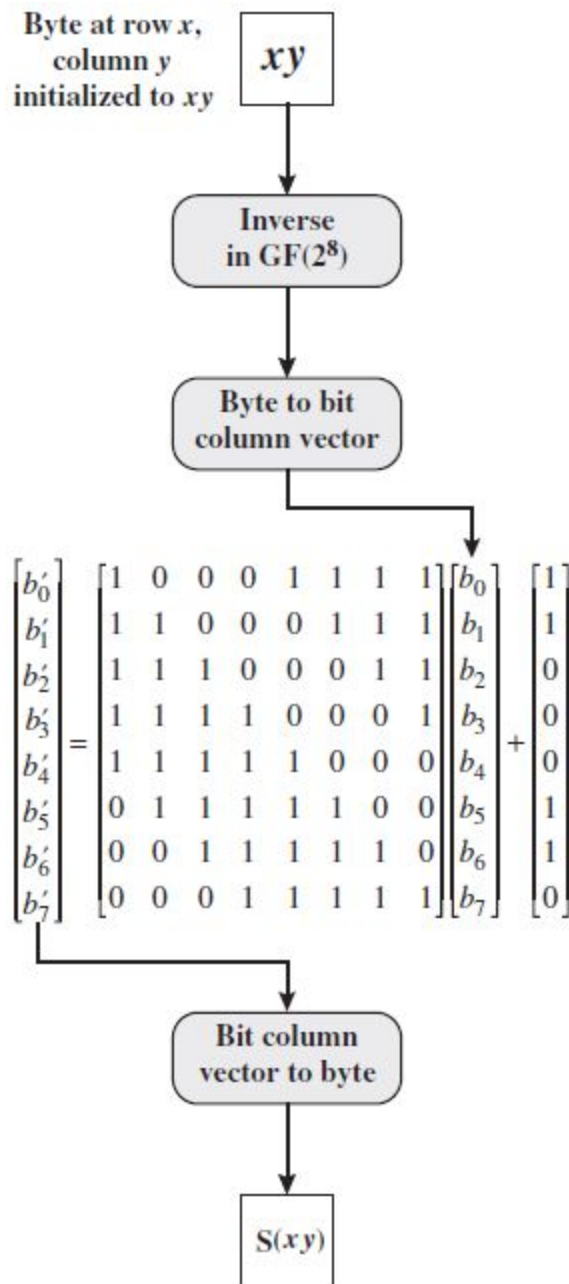 Byte at row x,
column y
initialized to xy
xy
Inverse
in GF(2⁸)
Byte to bit
column vector
b′₀ 1 0 0 0 1 1 1 1 b₀ 1
b′₁ 1 1 0 0 0 1 1 1 b₁ 1
b′₂ 1 1 1 0 0 0 1 1 b₂ 0
b′₃ = 1 1 1 1 0 0 0 1 b₃ + 0
b′₄ 1 1 1 1 1 0 0 0 b₄ 0
b′₅ 0 1 1 1 1 1 0 0 b₅ 1
b′₆ 0 0 1 1 1 1 1 0 b₆ 1
b′₇ 0 0 0 1 1 1 1 1 b₇ 0
Bit column
vector to byte
S(xy)